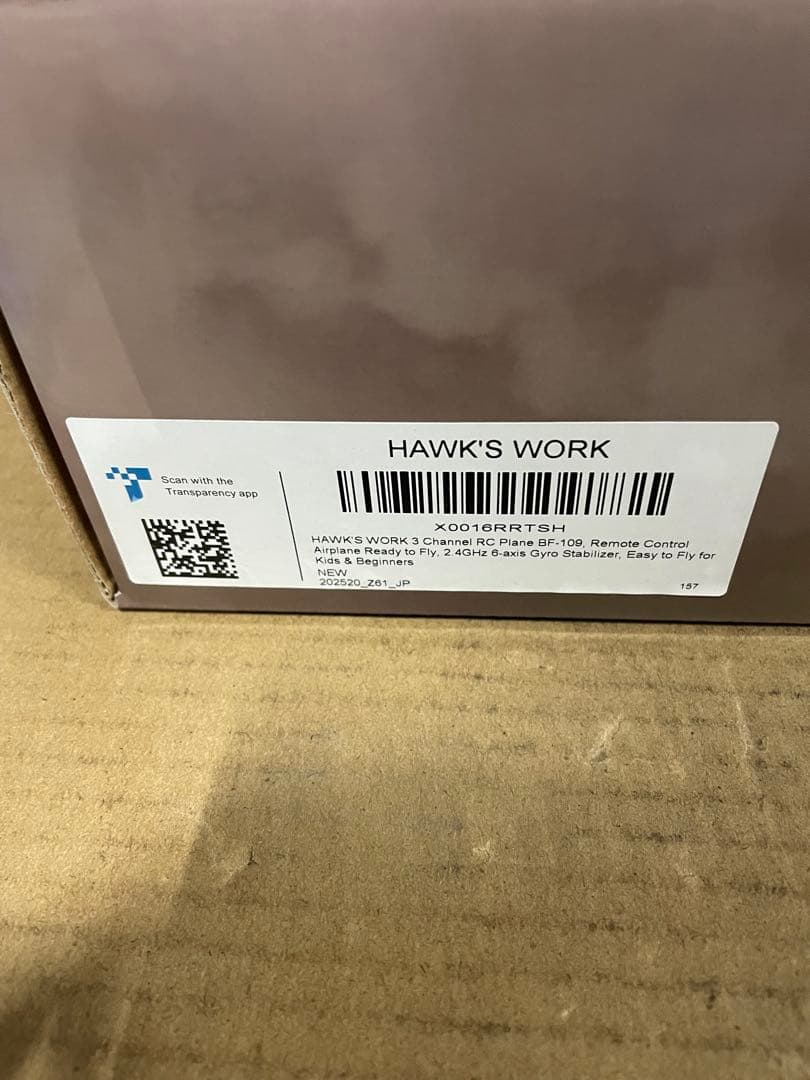 HAWK'S WORK
Scan with the
Transparency app
X0016RRTSH
HAWK'S WORK 3 Channel RC Plane BF-109, Remote Control
Airplane Ready to Fly, 2.4GHz 6-axis Gyro Stabilizer, Easy to Fly for
Kids & Beginners
NEW
202520_Z61_JP
157